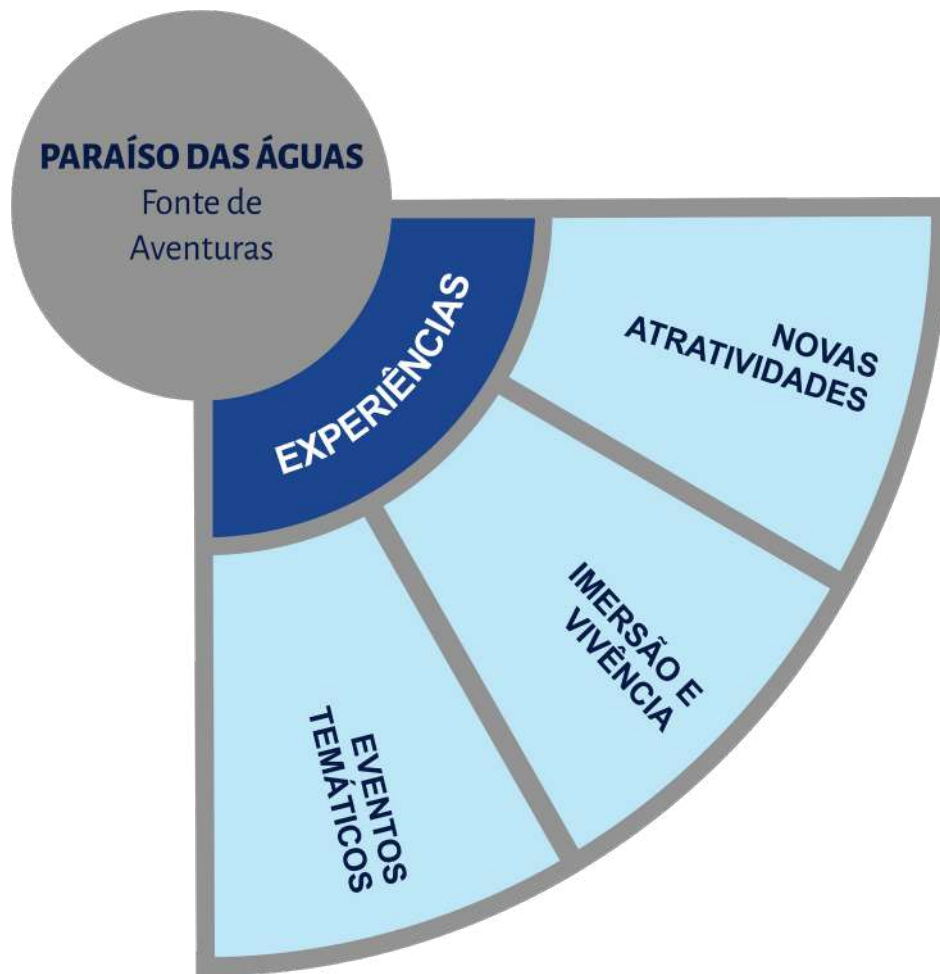 PARAÍSO DAS ÁGUAS
Fonte de
Aventuras
EXPERIÊNCIAS
NOVAS
ATRATIVIDADES
IMERSÃO E
VIVÊNCIA
EVENTOS
TEMÁTICOS